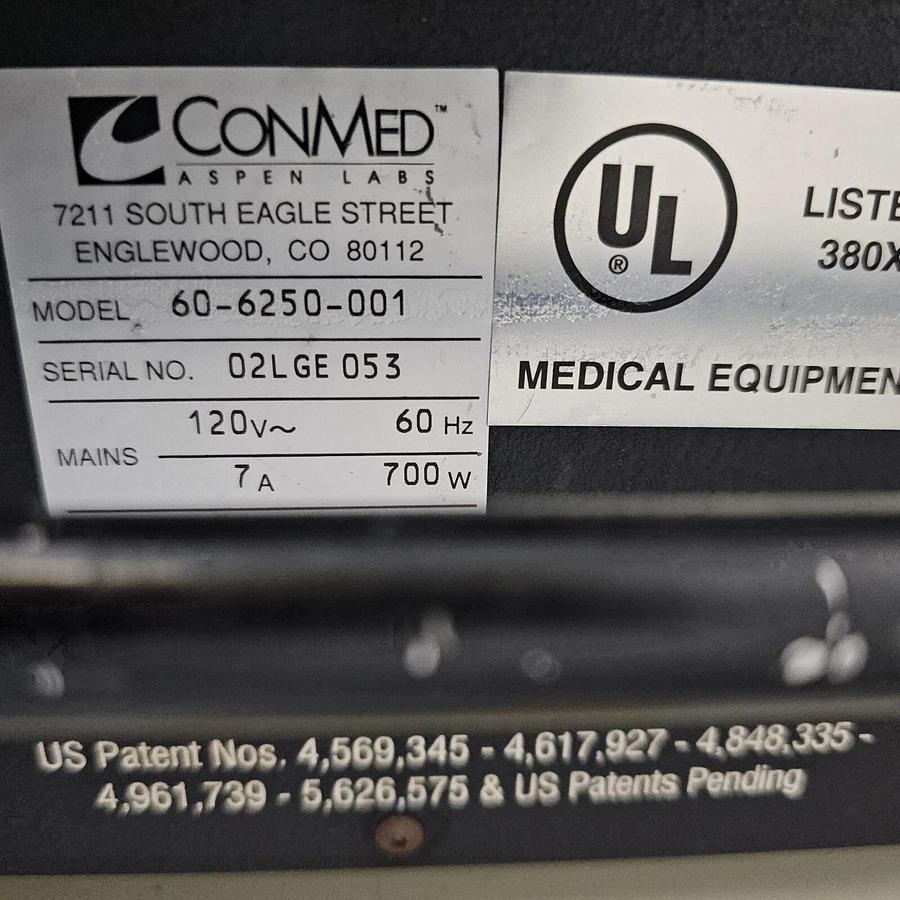 CONMED™
ASPEN LABS
7211 SOUTH EAGLE STREET
ENGLEWOOD, CO 80112
MODEL 60-6250-001
SERIAL NO. 02LGE 053
MAINS
120V~ 60 Hz
7 A 700 W
UL
®
LISTE
380X
MEDICAL EQUIPMEN
US Patent Nos. 4,569,345 - 4,617,927 - 4,848,335 -
4,961,739 - 5,626,575 & US Patents Pending